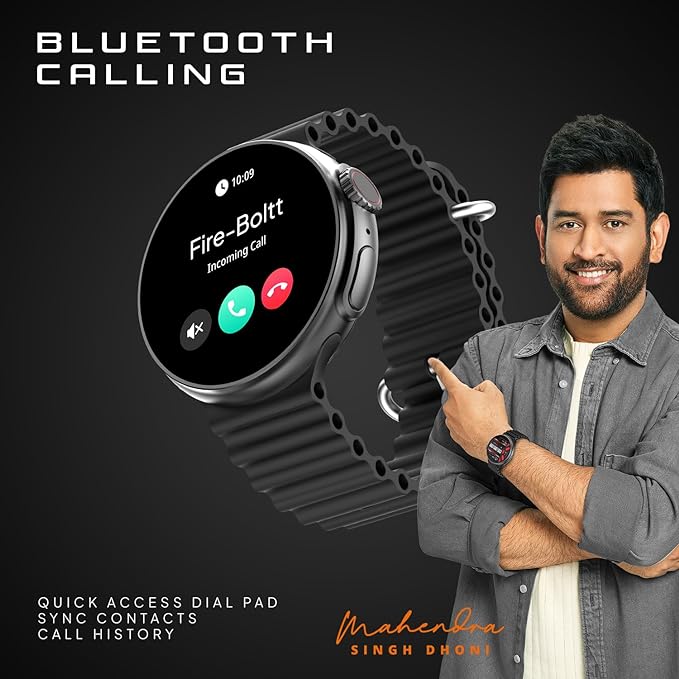 BLUETOOTH
CALLING
10:09
Fire-Boltt
Incoming Call
QUICK ACCESS DIAL PAD
SYNC CONTACTS
CALL HISTORY
Mahendra
SINGH DHONI